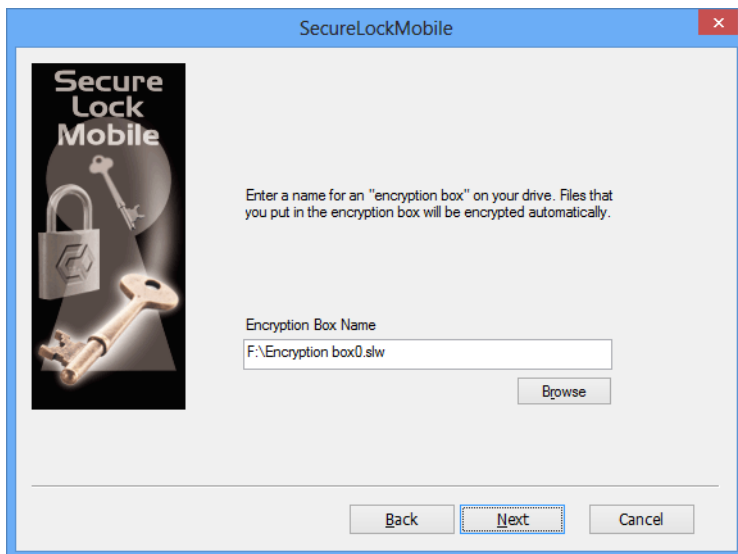 SecureLockMobile
Secure
Lock
Mobile
Enter a name for an "encryption box" on your drive. Files that
you put in the encryption box will be encrypted automatically.
Encryption Box Name
F:\Encryption box0.slw
Browse
Back
Next
Cancel